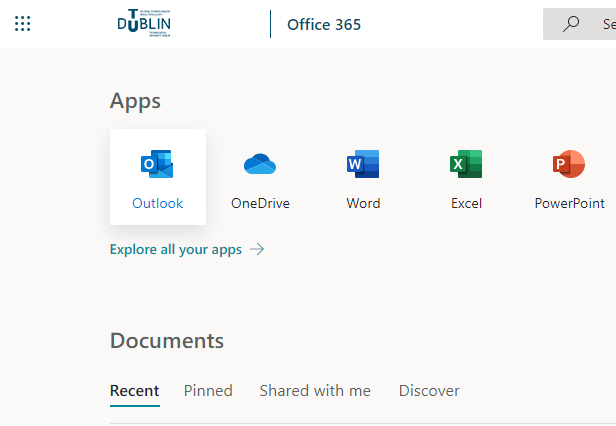 TU DUBLIN
Office 365
Apps
Outlook
OneDrive
Word
Excel
PowerPoint
Explore all your apps →
Documents
Recent
Pinned
Shared with me
Discover